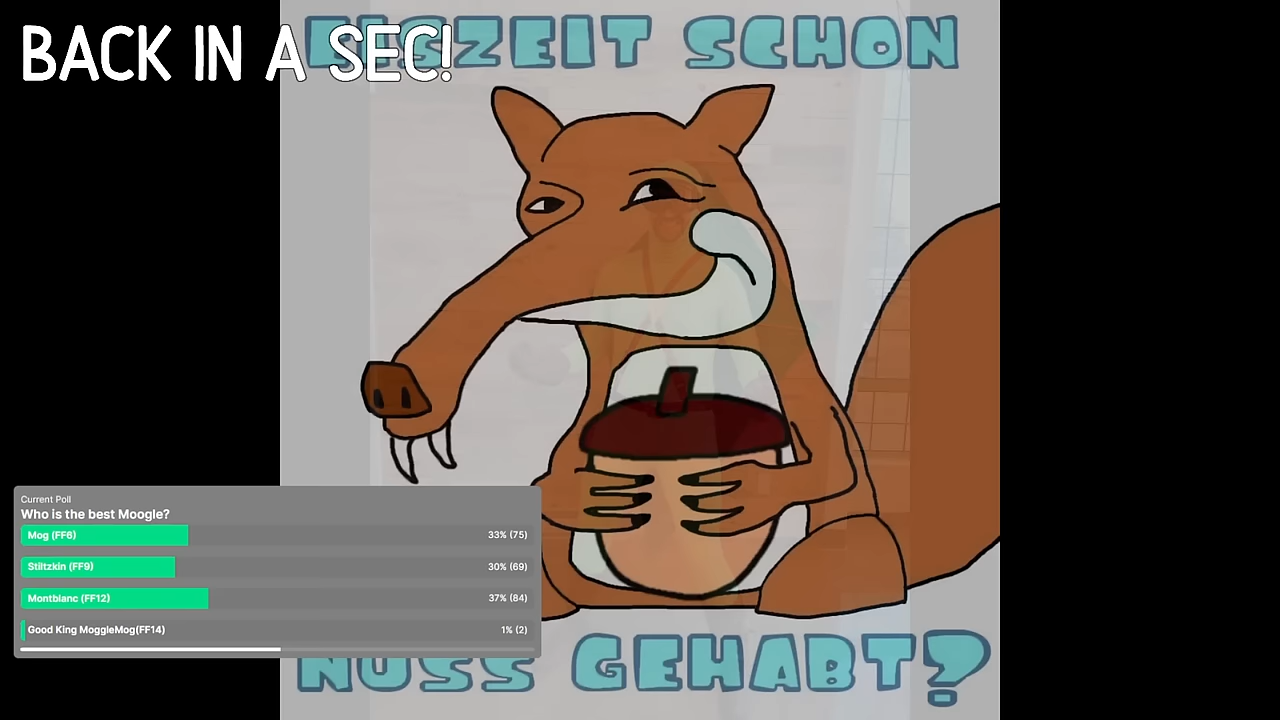 BACK IN A SEC!
EISZEIT SCHON
Current Poll
Who is the best Moogle?
Mog (FF6) 33% (75)
Stiltzkin (FF9) 30% (69)
Montblanc (FF12) 37% (84)
Good King MoggleMog(FF14) 1% (2)
NUSS GEHABT?